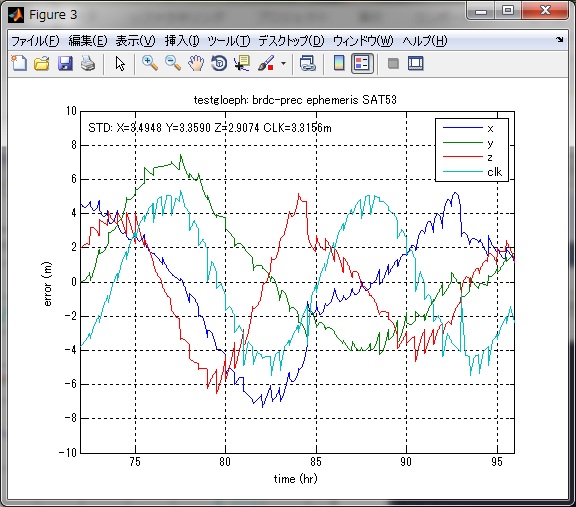 Figure 3
ファイル(F) 編集(E) 表示(V) 挿入(I) ツール(T) デスクトップ(D) ウィンドウ(W) ヘルプ(H)
testgloeph: brdc-prec ephemeris SAT53
STD: X=3.4948 Y=3.3590 Z=2.9074 CLK=3.3156m
x
y
z
clk
10
8
6
4
2
0
-2
-4
-6
-8
-10
error (m)
75 80 85 90 95
time (hr)